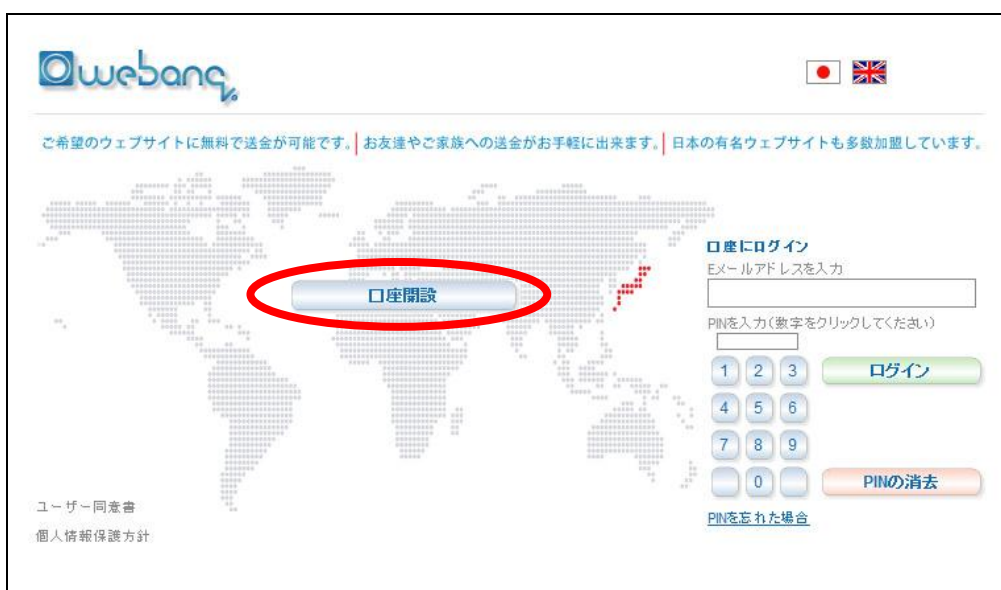 webanq
ご希望のウェブサイトに無料で送金が可能です。 お友達やご家族への送金がお手軽に出来ます。 日本の有名ウェブサイトも多数加盟しています。
口座にログイン
Eメールアドレスを入力
口座開設
PINを入力(数字をクリックしてください)
1 2 3 ログイン
4 5 6
7 8 9
0 PINの消去
PINを忘れた場合
ユーザー同意書
個人情報保護方針